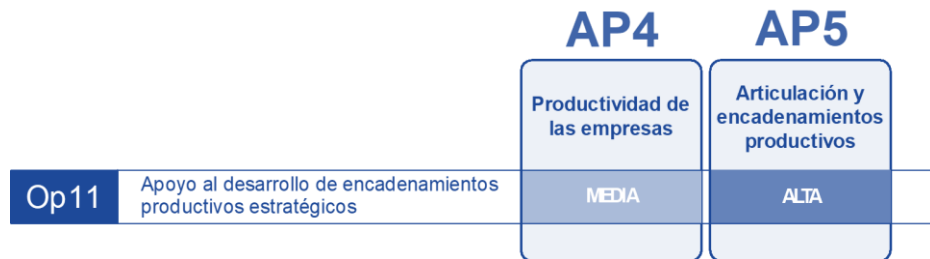 AP4
AP5
Productividad de
las empresas
Articulación y
encadenamientos
productivos
Op11
Apoyo al desarrollo de encadenamientos
productivos estratégicos
MEDIA
ALTA